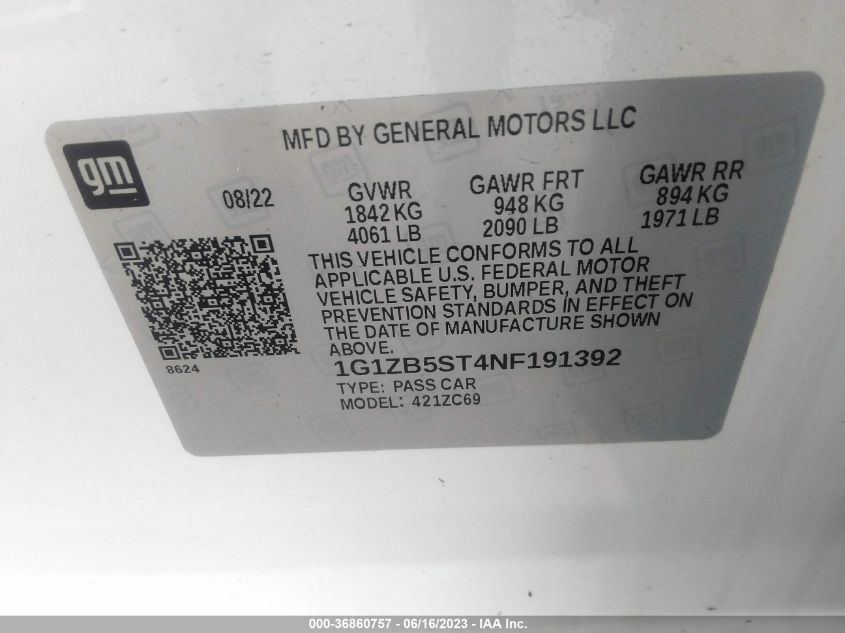 MFD BY GENERAL MOTORS LLC
gm
08/22
GVWR
1842 KG
4061 LB
GAWR FRT
948 KG
2090 LB
GAWR RR
894 KG
1971 LB
THIS VEHICLE CONFORMS TO ALL
APPLICABLE U.S. FEDERAL MOTOR
VEHICLE SAFETY, BUMPER, AND THEFT
PREVENTION STANDARDS IN EFFECT ON
THE DATE OF MANUFACTURE SHOWN
ABOVE.
8624
1G1ZB5ST4NF191392
TYPE: PASS CAR
MODEL: 421ZC69
000-36860757 - 06/16/2023 - IAA Inc.